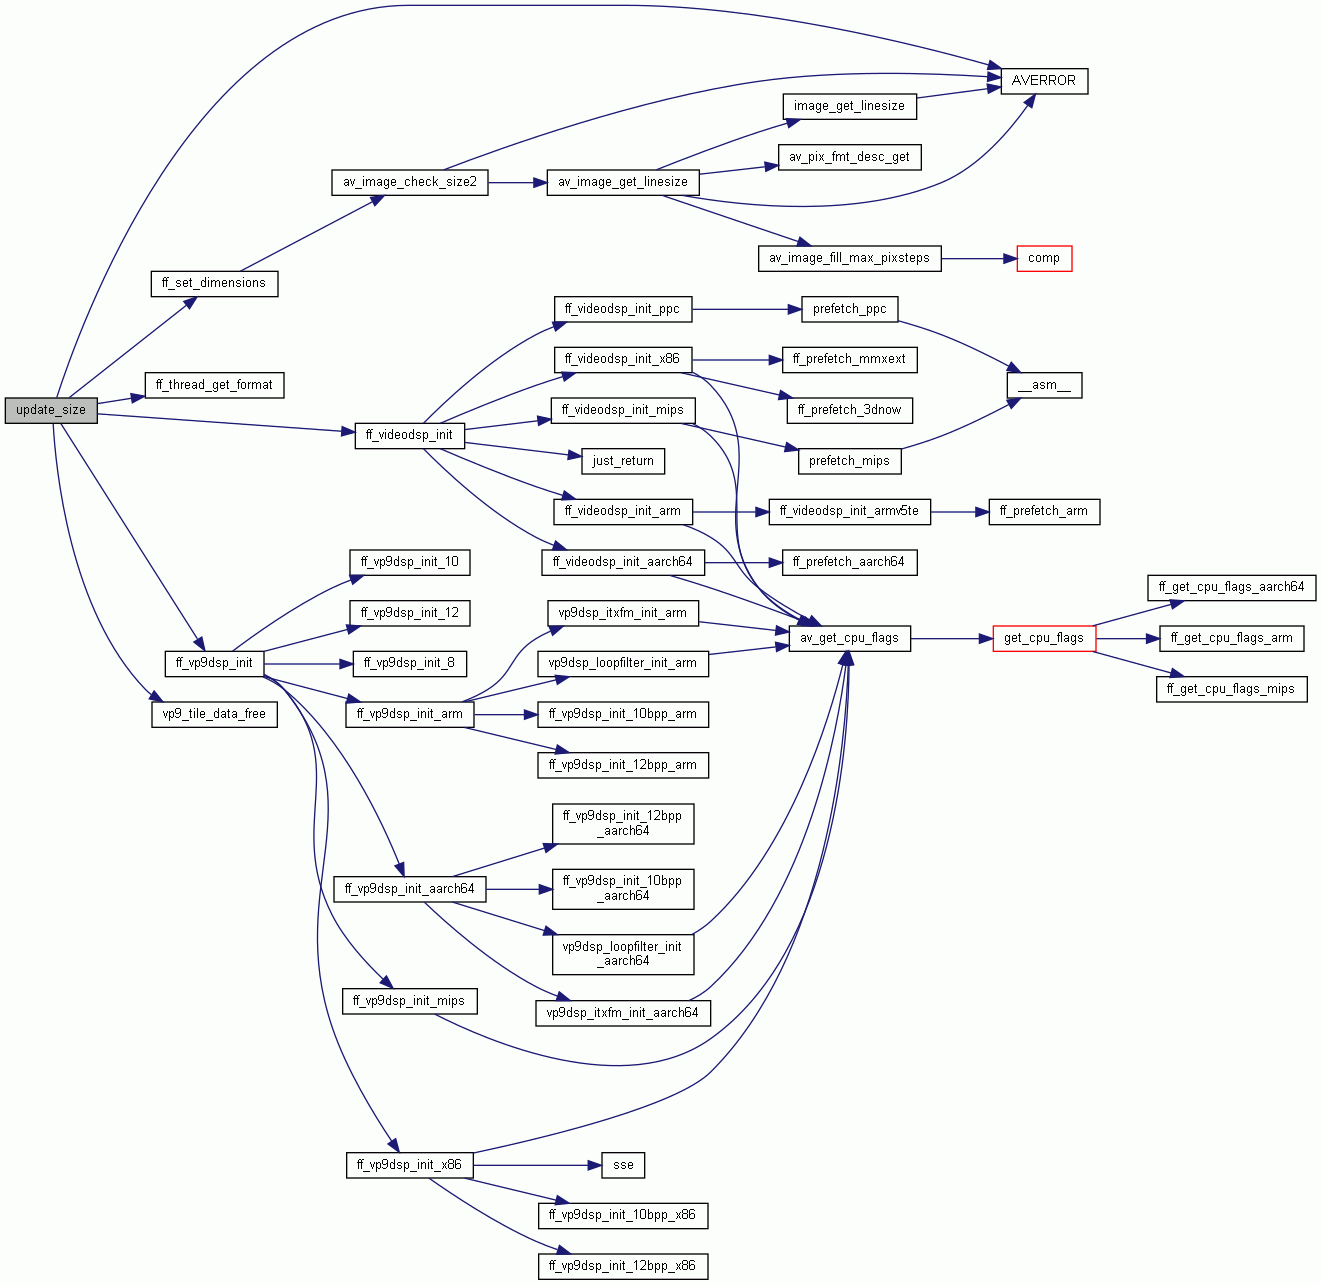 AVERROR
image_get_linesize
av_pix_fmt_desc_get
av_image_check_size2
av_image_get_linesize
av_image_fill_max_pixsteps
comp
ff_set_dimensions
ff_videodsp_init_ppc
prefetch_ppc
ff_videodsp_init_x86
ff_prefetch_mmxext
ff_thread_get_format
__asm__
update_size
ff_videodsp_init_mips
ff_prefetch_3dnow
ff_videodsp_init
just_return
prefetch_mips
ff_videodsp_init_arm
ff_videodsp_init_armv5te
ff_prefetch_arm
ff_vp9dsp_init_10
ff_videodsp_init_aarch64
ff_prefetch_aarch64
ff_get_cpu_flags_aarch64
ff_vp9dsp_init_12
vp9dsp_itxfm_init_arm
av_get_cpu_flags
get_cpu_flags
ff_get_cpu_flags_arm
ff_vp9dsp_init
ff_vp9dsp_init_8
vp9dsp_loopfilter_init_arm
ff_get_cpu_flags_mips
vp9_tile_data_free
ff_vp9dsp_init_arm
ff_vp9dsp_init_10bpp_arm
ff_vp9dsp_init_12bpp_arm
ff_vp9dsp_init_12bpp
_aarch64
ff_vp9dsp_init_aarch64
ff_vp9dsp_init_10bpp
_aarch64
vp9dsp_loopfilter_init
_aarch64
ff_vp9dsp_init_mips
vp9dsp_itxfm_init_aarch64
ff_vp9dsp_init_x86
sse
ff_vp9dsp_init_10bpp_x86
ff_vp9dsp_init_12bpp_x86